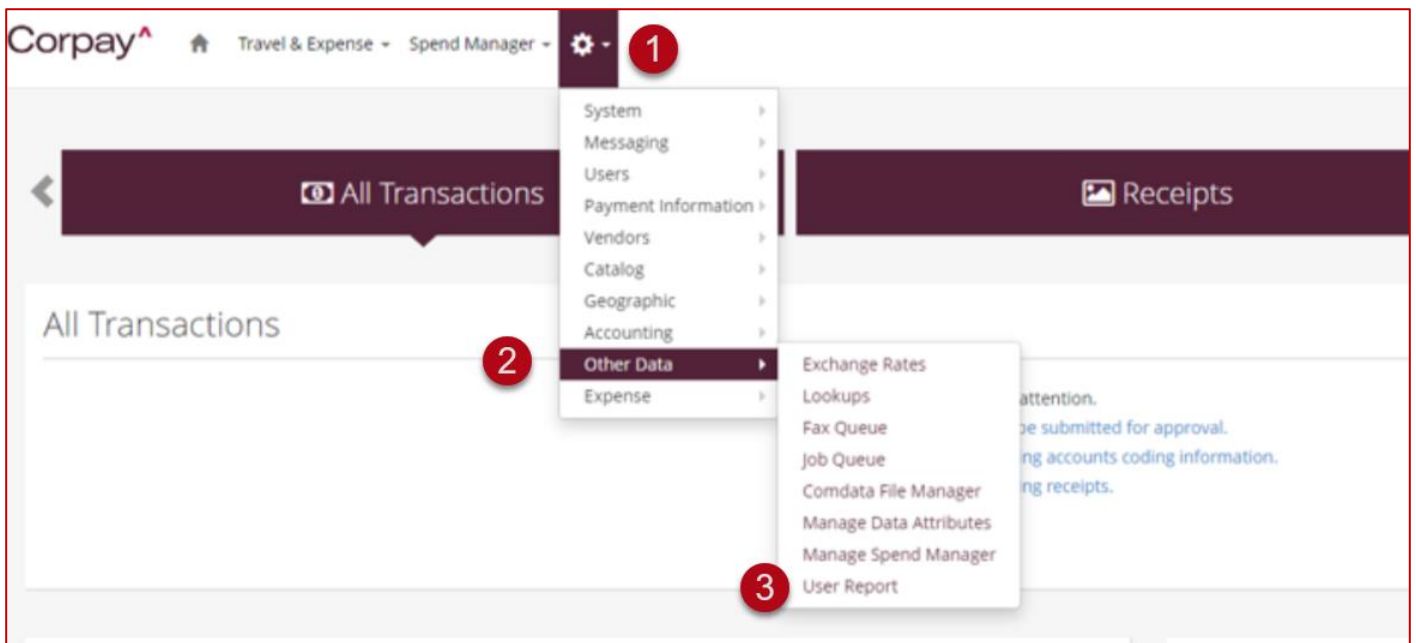 Corpay^ Travel & Expense Spend Manager 1
System
Messaging
Users
All Transactions
Receipts
Payment Information
Vendors
Catalog
Geographic
All Transactions
Accounting
2 Other Data
Expense
Exchange Rates
Lookups
attention.
Fax Queue
be submitted for approval.
Job Queue
ng accounts coding information.
Comdata File Manager
ng receipts.
Manage Data Attributes
Manage Spend Manager
3 User Report